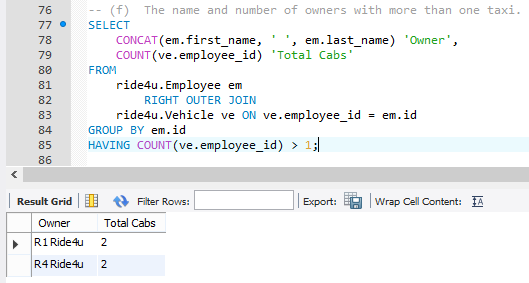 76 -- (f) The name and number of owners with more than one taxi.
77 SELECT
78 CONCAT(em.first_name, ' ', em.last_name) 'Owner',
79 COUNT(ve.employee_id) 'Total Cabs'
80 FROM
81 ride4u.Employee em
82 RIGHT OUTER JOIN
83 ride4u.Vehicle ve ON ve.employee_id = em.id
84 GROUP BY em.id
85 HAVING COUNT(ve.employee_id) > 1;
86
Result Grid Filter Rows: Export: Wrap Cell Content: IA
Owner Total Cabs
R1 Ride4u 2
R4 Ride4u 2